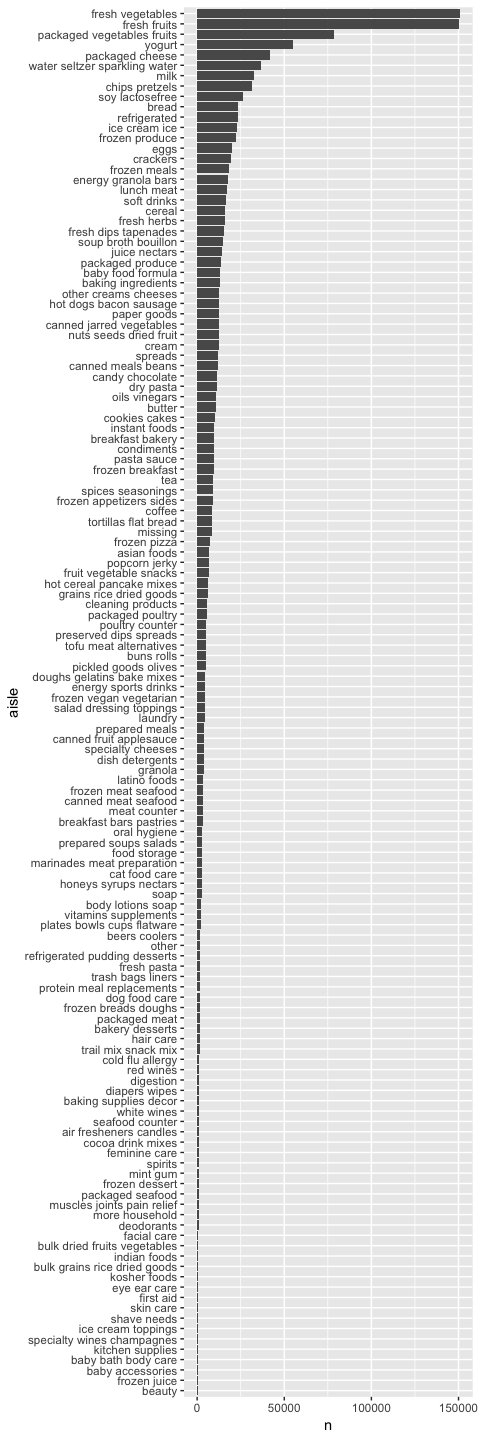 fresh vegetables
fresh fruits
packaged vegetables fruits
yogurt
packaged cheese
water seltzer sparkling water
milk
chips pretzels
soy lactosefree
bread
refrigerated
ice cream ice
frozen produce
eggs
crackers
frozen meals
energy granola bars
lunch meat
soft drinks
cereal
fresh herbs
fresh dips tapenades
soup broth bouillon
juice nectars
packaged produce
baby food formula
baking ingredients
other creams cheeses
hot dogs bacon sausage
paper goods
canned jarred vegetables
nuts seeds dried fruit
cream
spreads
canned meals beans
candy chocolate
dry pasta
oils vinegars
butter
cookies cakes
instant foods
breakfast bakery
condiments
pasta sauce
frozen breakfast
tea
spices seasonings
frozen appetizers sides
coffee
tortillas flat bread
missing
frozen pizza
asian foods
popcorn jerky
fruit vegetable snacks
hot cereal pancake mixes
grains rice dried goods
cleaning products
packaged poultry
poultry counter
preserved dips spreads
tofu meat alternatives
buns rolls
pickled goods olives
doughs gelatins bake mixes
energy sports drinks
frozen vegan vegetarian
salad dressing toppings
laundry
prepared meals
canned fruit applesauce
specialty cheeses
dish detergents
granola
latino foods
frozen meat seafood
canned meat seafood
meat counter
breakfast bars pastries
oral hygiene
prepared soups salads
food storage
marinades meat preparation
cat food care
honeys syrups nectars
soap
body lotions soap
vitamins supplements
plates bowls cups flatware
beers coolers
other
refrigerated pudding desserts
fresh pasta
trash bags liners
protein meal replacements
dog food care
frozen breads doughs
packaged meat
bakery desserts
hair care
trail mix snack mix
cold flu allergy
red wines
digestion
diapers wipes
baking supplies decor
white wines
seafood counter
air fresheners candles
cocoa drink mixes
feminine care
spirits
mint gum
frozen dessert
packaged seafood
muscles joints pain relief
more household
deodorants
facial care
bulk dried fruits vegetables
indian foods
bulk grains rice dried goods
kosher foods
eye ear care
first aid
skin care
shave needs
ice cream toppings
specialty wines champagnes
kitchen supplies
baby bath body care
baby accessories
frozen juice
beauty
aisle
0 50000 100000 150000
n